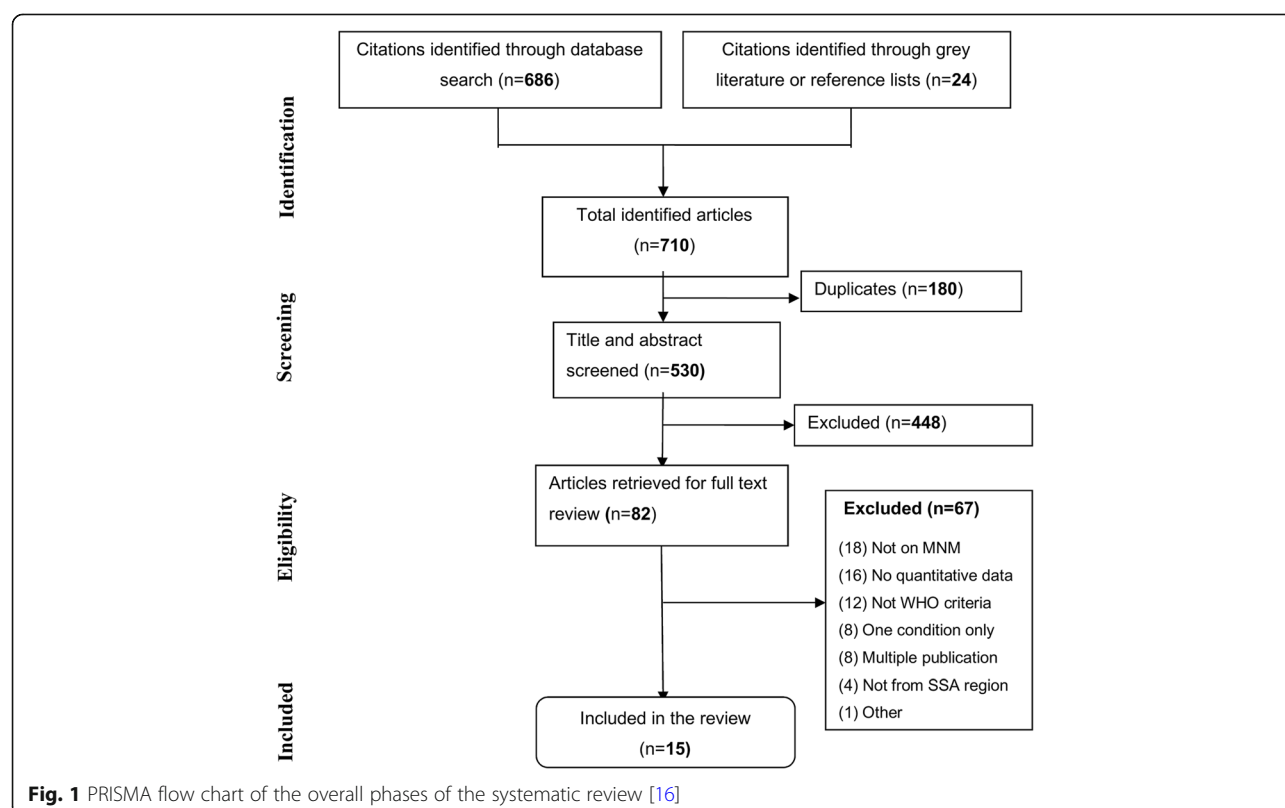 Citations identified through database
search (n=686)
Citations identified through grey
literature or reference lists (n=24)
Identification
Total identified articles
(n=710)
Duplicates (n=180)
Screening
Title and abstract
screened (n=530)
Excluded (n=448)
Eligibility
Articles retrieved for full text
review (n=82)
Excluded (n=67)
(18) Not on MNM
(16) No quantitative data
(12) Not WHO criteria
(8) One condition only
(8) Multiple publication
(4) Not from SSA region
(1) Other
Included
Included in the review
(n=15)
Fig. 1 PRISMA flow chart of the overall phases of the systematic review [16]